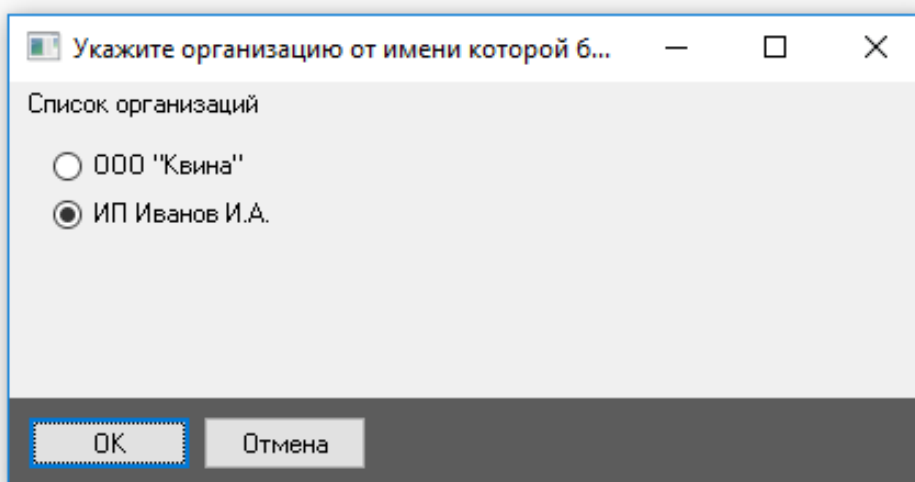 Укажите организацию от имени которой б...
Список организаций
ООО "Квина"
ИП Иванов И.А.
OK
Отмена